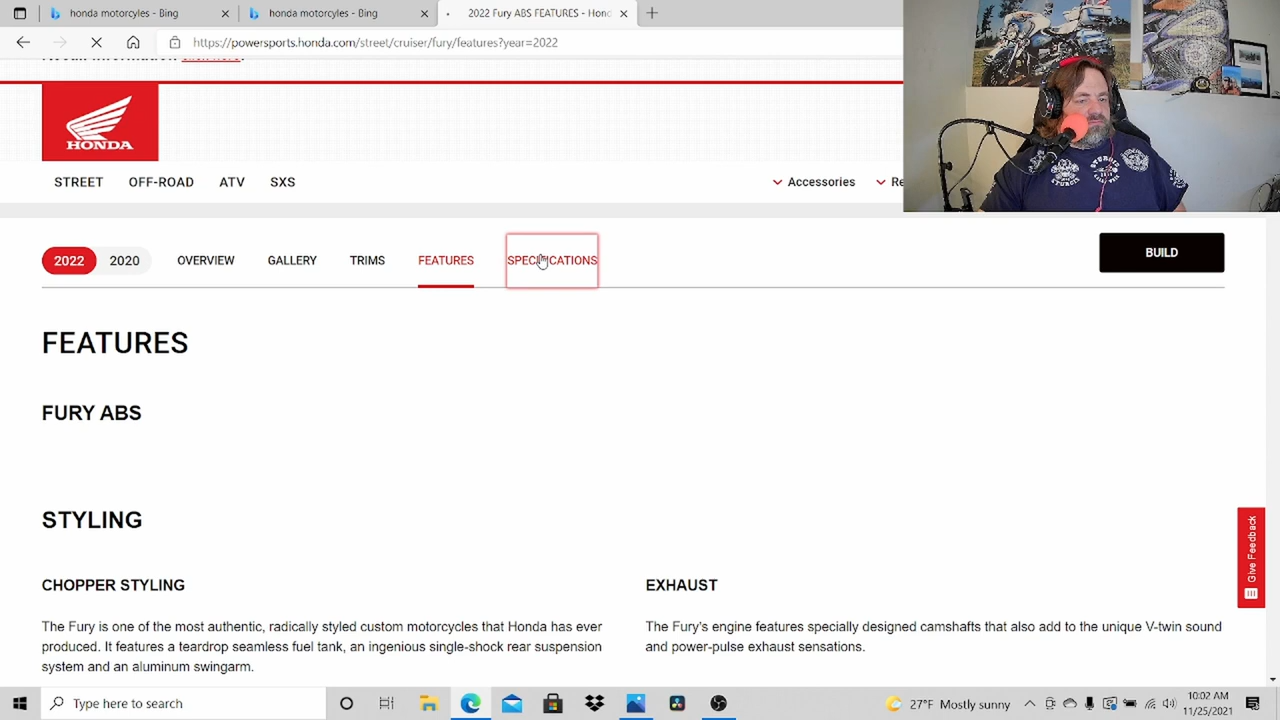 honda motorcyles - Bing
honda motorcyles - Bing
2022 Fury ABS FEATURES - Hond
https://powersports.honda.com/street/cruiser/fury/features?year=2022
HONDA
STREET
OFF-ROAD
ATV
SXS
Accessories
Re
2022
2020
OVERVIEW
GALLERY
TRIMS
FEATURES
SPECIFICATIONS
BUILD
FEATURES
FURY ABS
STYLING
CHOPPER STYLING
The Fury is one of the most authentic, radically styled custom motorcycles that Honda has ever
produced. It features a teardrop seamless fuel tank, an ingenious single-shock rear suspension
system and an aluminum swingarm.
EXHAUST
The Fury's engine features specially designed camshafts that also add to the unique V-twin sound
and power-pulse exhaust sensations.
Give Feedback
Type here to search
27°F Mostly sunny
10:02 AM
11/25/2021